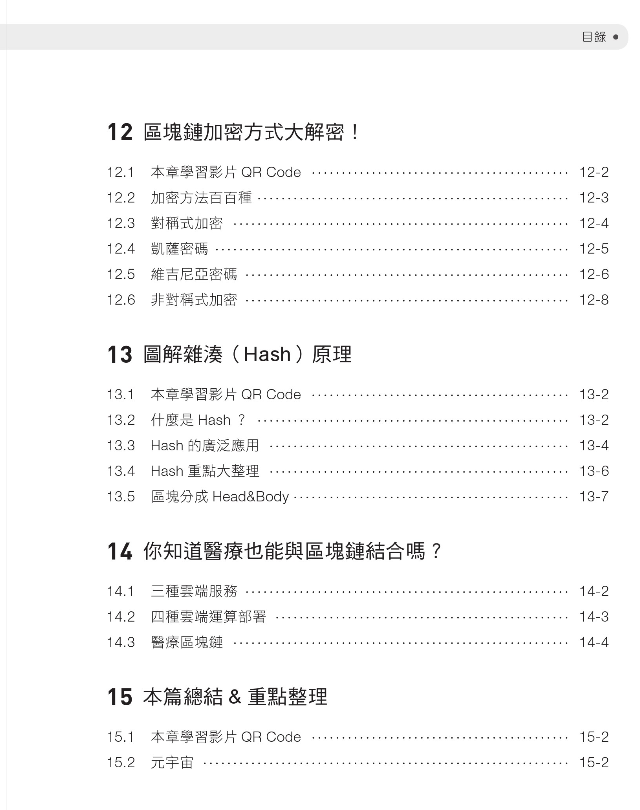 目錄 •
12 區塊鏈加密方式大解密！
12.1 本章學習影片 QR Code ⋯⋯⋯⋯⋯⋯⋯⋯⋯⋯⋯⋯ 12-2
12.2 加密方法百百種 ⋯⋯⋯⋯⋯⋯⋯⋯⋯⋯⋯⋯ 12-3
12.3 對稱式加密 ⋯⋯⋯⋯⋯⋯⋯⋯⋯⋯⋯⋯ 12-4
12.4 凱薩密碼 ⋯⋯⋯⋯⋯⋯⋯⋯⋯⋯⋯⋯ 12-5
12.5 維吉尼亞密碼 ⋯⋯⋯⋯⋯⋯⋯⋯⋯⋯⋯⋯ 12-6
12.6 非對稱式加密 ⋯⋯⋯⋯⋯⋯⋯⋯⋯⋯⋯⋯ 12-8
13 圖解雜湊（Hash）原理
13.1 本章學習影片 QR Code ⋯⋯⋯⋯⋯⋯⋯⋯⋯⋯⋯⋯ 13-2
13.2 什麼是 Hash ？ ⋯⋯⋯⋯⋯⋯⋯⋯⋯⋯⋯⋯ 13-2
13.3 Hash 的廣泛應用 ⋯⋯⋯⋯⋯⋯⋯⋯⋯⋯⋯⋯ 13-4
13.4 Hash 重點大整理 ⋯⋯⋯⋯⋯⋯⋯⋯⋯⋯⋯⋯ 13-6
13.5 區塊分成 Head&Body ⋯⋯⋯⋯⋯⋯⋯⋯⋯⋯⋯⋯ 13-7
14 你知道醫療也能與區塊鏈結合嗎？
14.1 三種雲端服務 ⋯⋯⋯⋯⋯⋯⋯⋯⋯⋯⋯⋯ 14-2
14.2 四種雲端運算部署 ⋯⋯⋯⋯⋯⋯⋯⋯⋯⋯⋯⋯ 14-3
14.3 醫療區塊鏈 ⋯⋯⋯⋯⋯⋯⋯⋯⋯⋯⋯⋯ 14-4
15 本篇總結 & 重點整理
15.1 本章學習影片 QR Code ⋯⋯⋯⋯⋯⋯⋯⋯⋯⋯⋯⋯ 15-2
15.2 元宇宙 ⋯⋯⋯⋯⋯⋯⋯⋯⋯⋯⋯⋯ 15-2